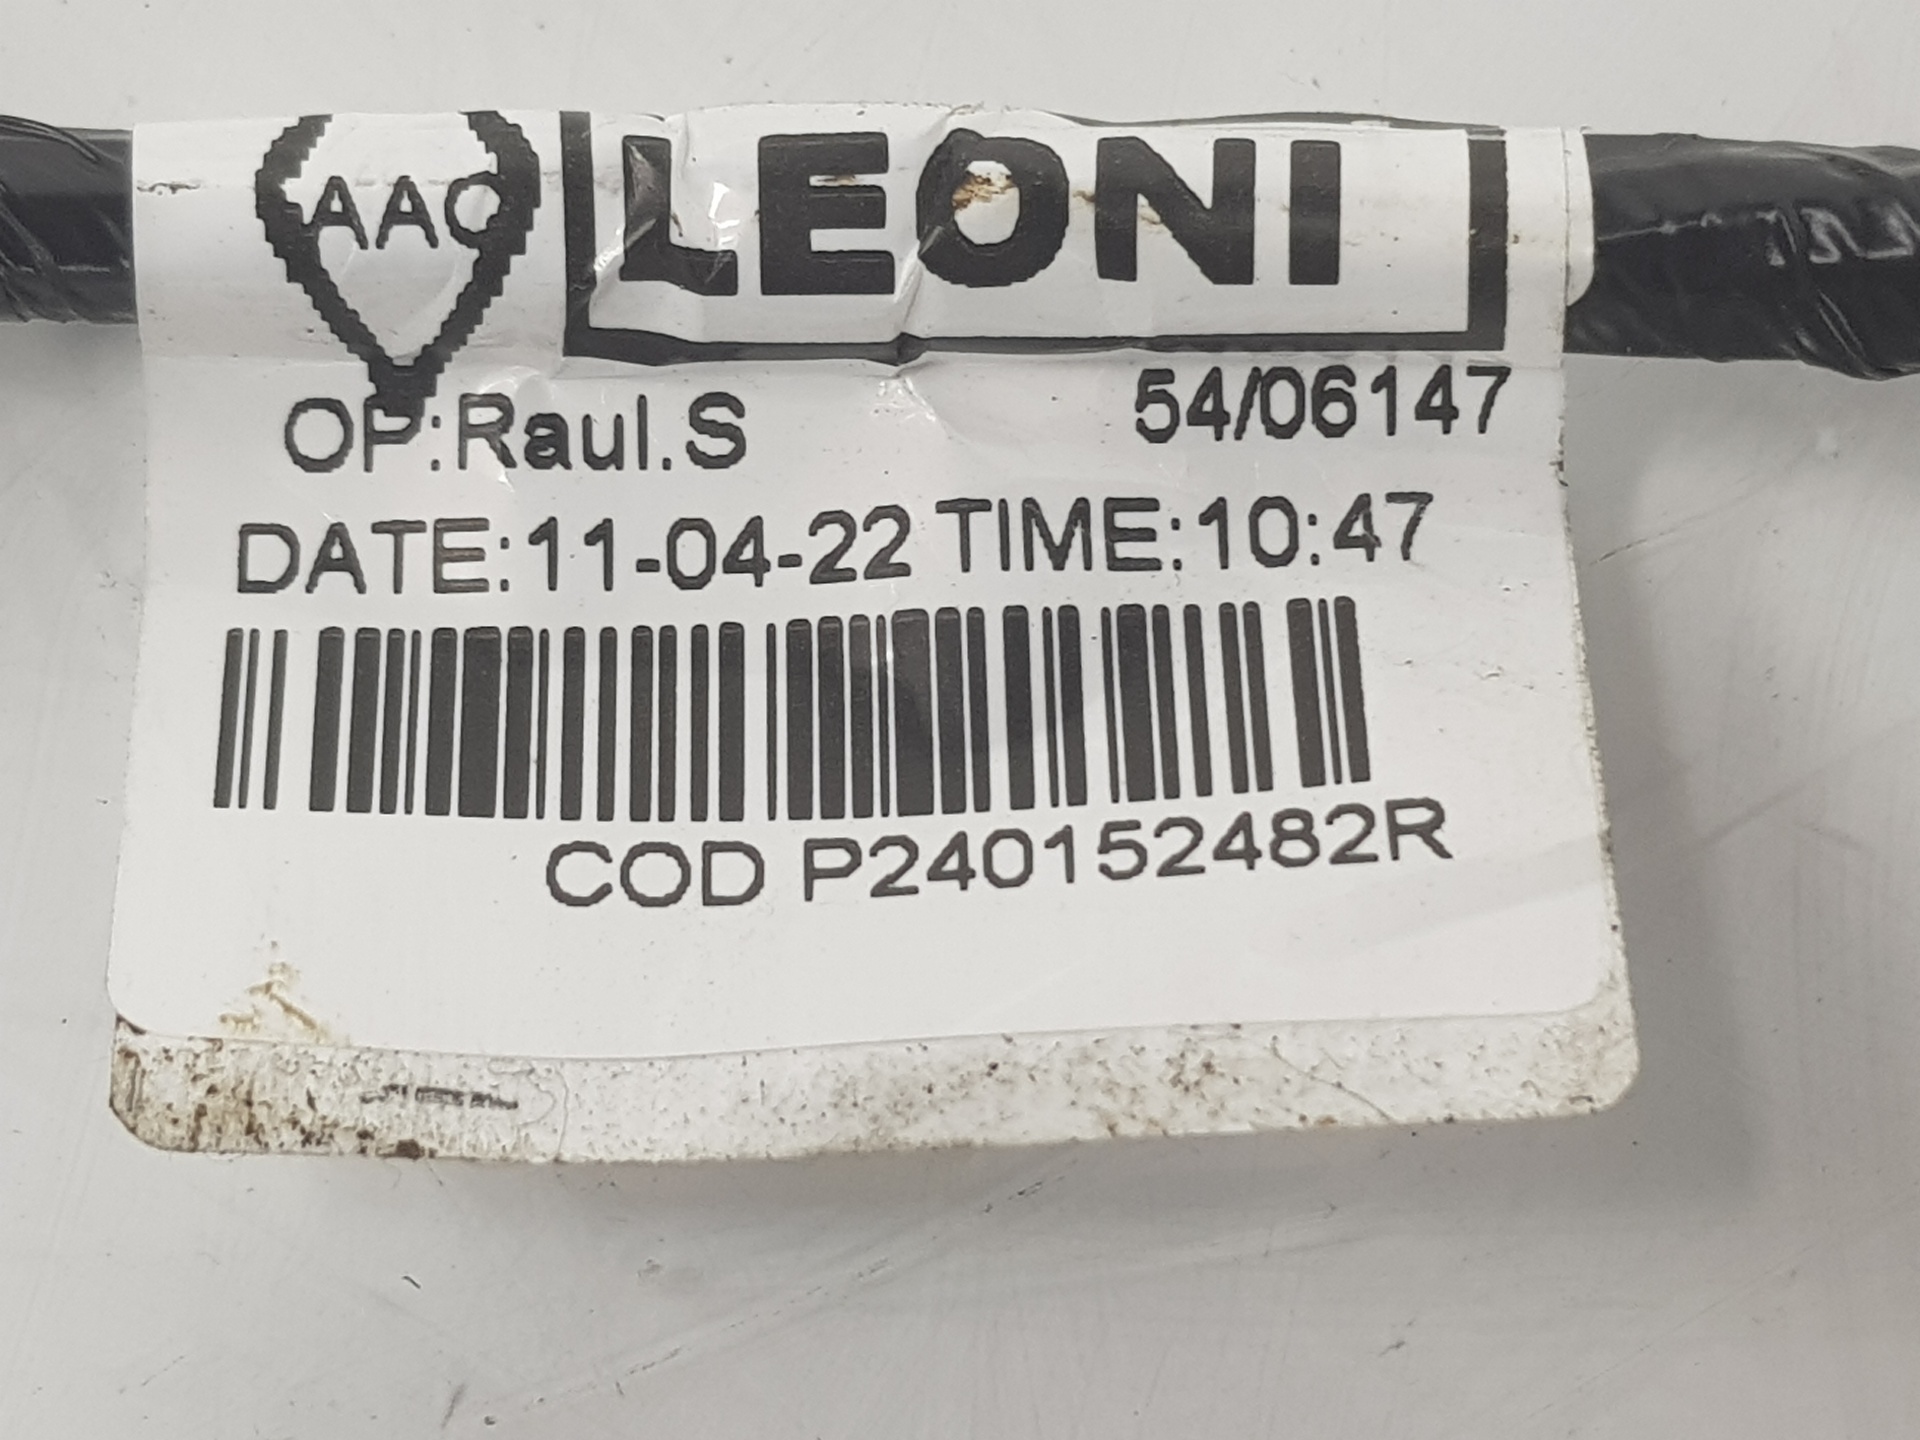 AAC
LEONI
OP:Raul.S 54/06147
DATE:11-04-22 TIME:10:47
COD P240152482R